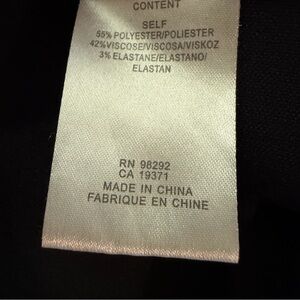 CONTENT
SELF
55% POLYESTER/POLIESTER
42%VISCOSE/VISCOSA/VISKOZ
3% ELASTANE/ELASTANO/
ELASTAN
RN 98292
CA 19371
MADE IN CHINA
FABRIQUE EN CHINE